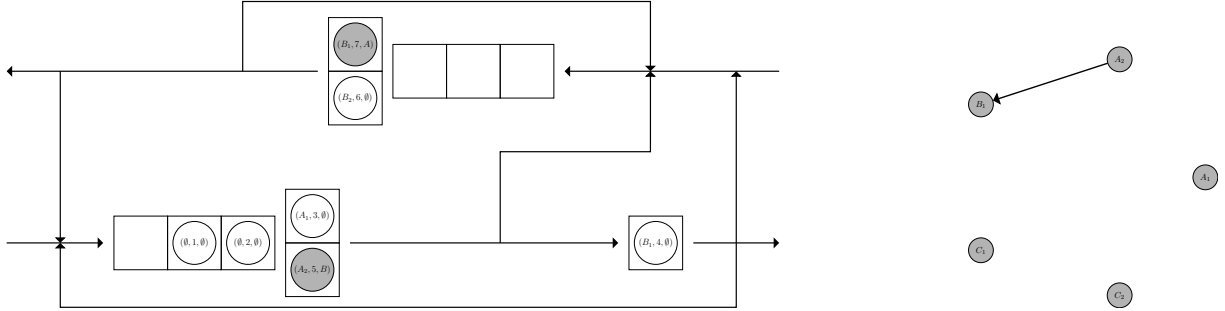 (B₁, 7, A)
(B₂, 6, ∅)
(∅, 1, ∅)
(∅, 2, ∅)
(A₁, 3, ∅)
(A₂, 5, B)
(B₁, 4, ∅)
A₂
B₁
A₁
C₁
C₂